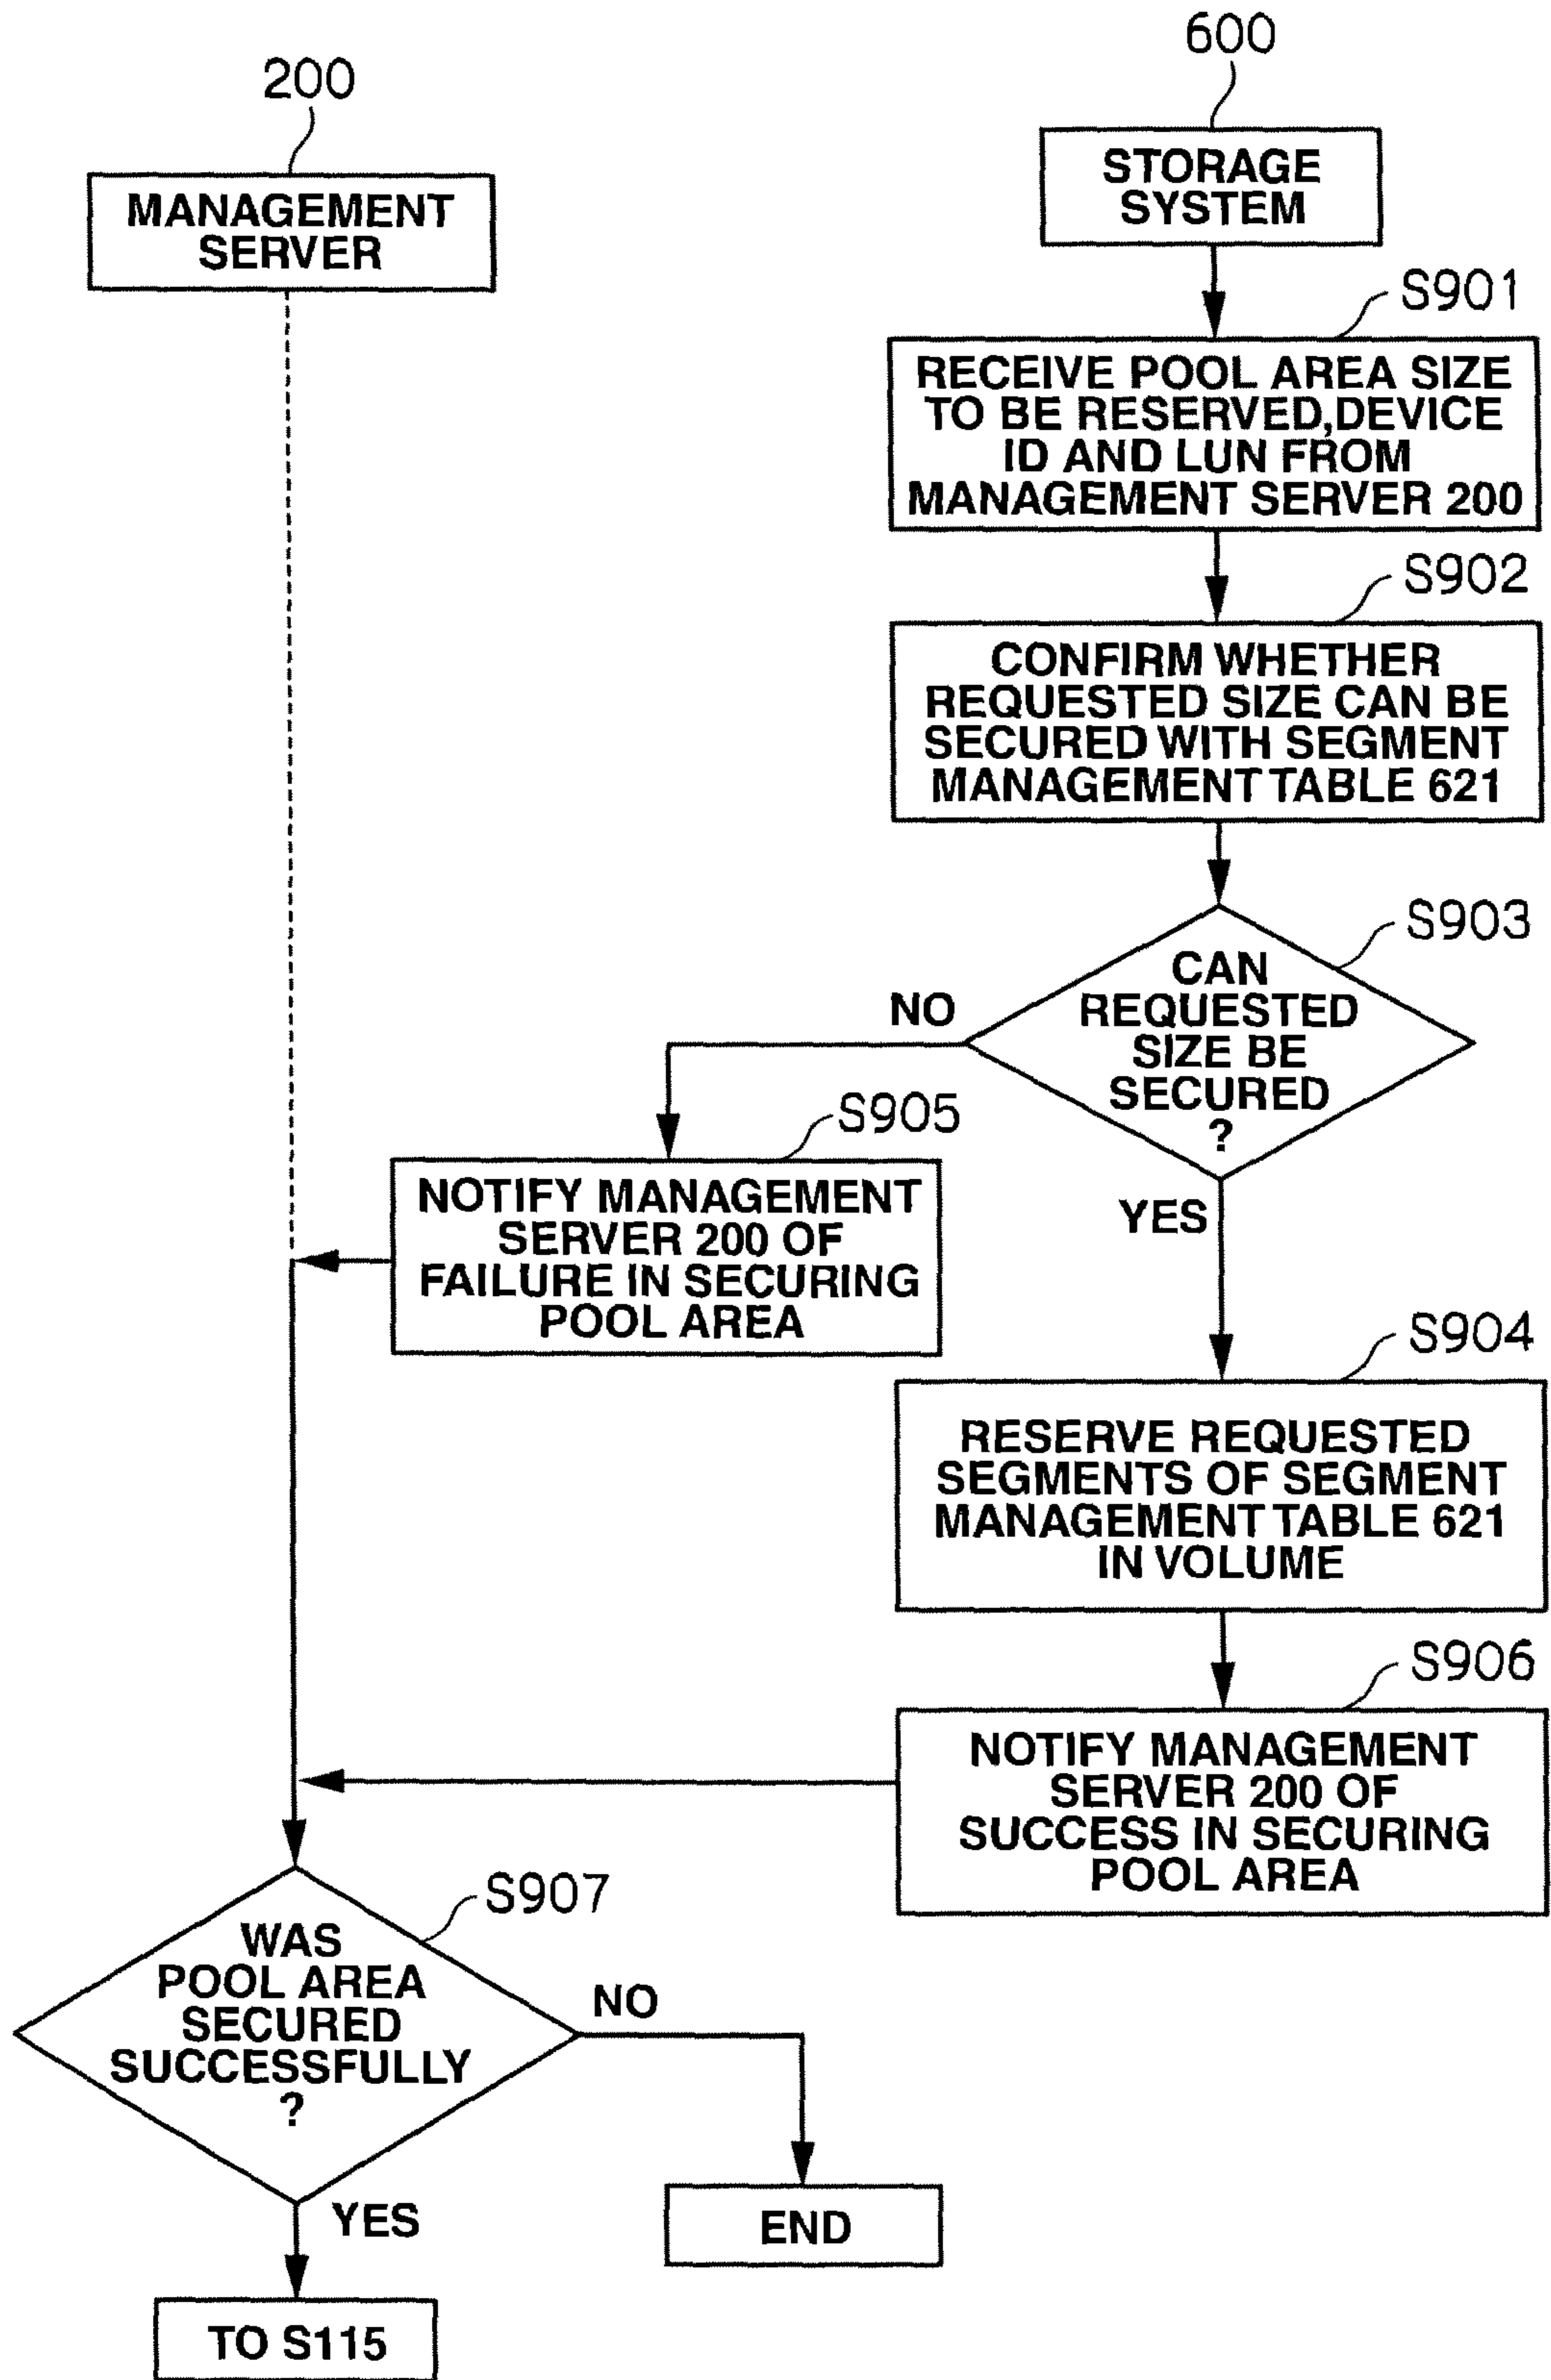 600
200
STORAGE
SYSTEM
MANAGEMENT
SERVER
S901
RECEIVE POOL AREA SIZE
TO BE RESERVED,DEVICE
ID AND LUN FROM
MANAGEMENT SERVER 200
S902
CONFIRM WHETHER
REQUESTED SIZE CAN BE
SECURED WITH SEGMENT
MANAGEMENT TABLE 621
S903
CAN
REQUESTED
SIZE BE
SECURED
?
NO
YES
S905
NOTIFY MANAGEMENT
SERVER 200 OF
FAILURE IN SECURING
POOL AREA
S904
RESERVE REQUESTED
SEGMENTS OF SEGMENT
MANAGEMENT TABLE 621
IN VOLUME
S906
NOTIFY MANAGEMENT
SERVER 200 OF
SUCCESS IN SECURING
POOL AREA
S907
WAS
POOL AREA
SECURED
SUCCESSFULLY
?
NO
YES
END
TO S115